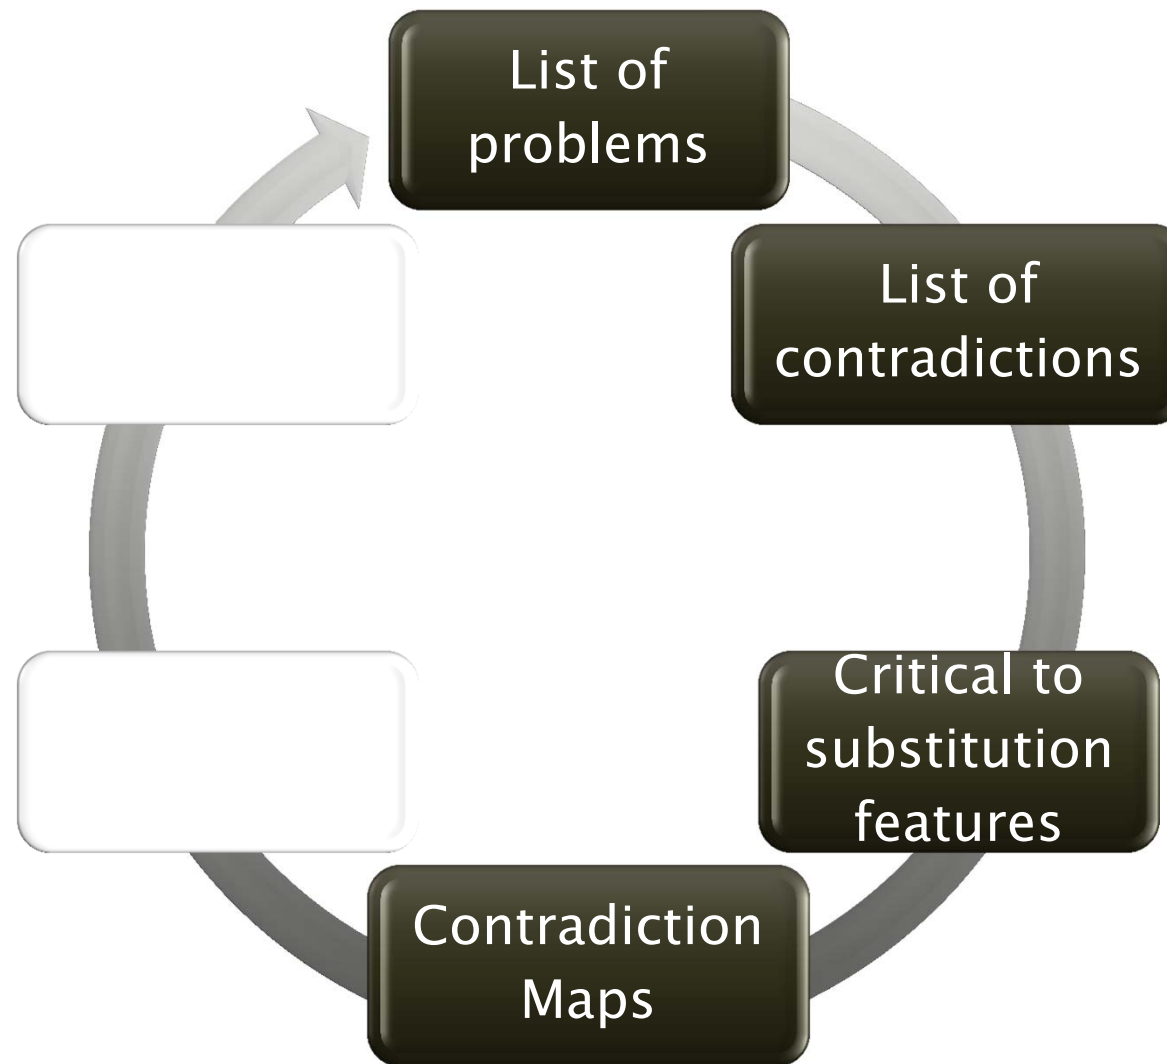 List of
problems
List of
contradictions
Critical to
substitution
features
Contradiction
Maps